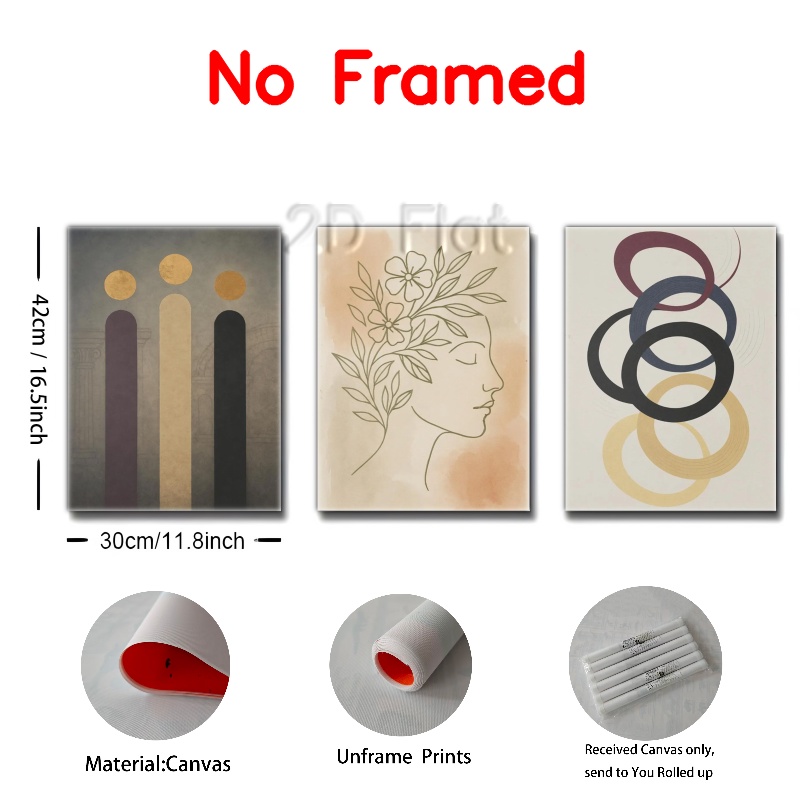 No Framed
2D Flat
42cm / 16.5inch
30cm/11.8inch
Material:Canvas
Unframe Prints
Received Canvas only,
send to You Rolled up